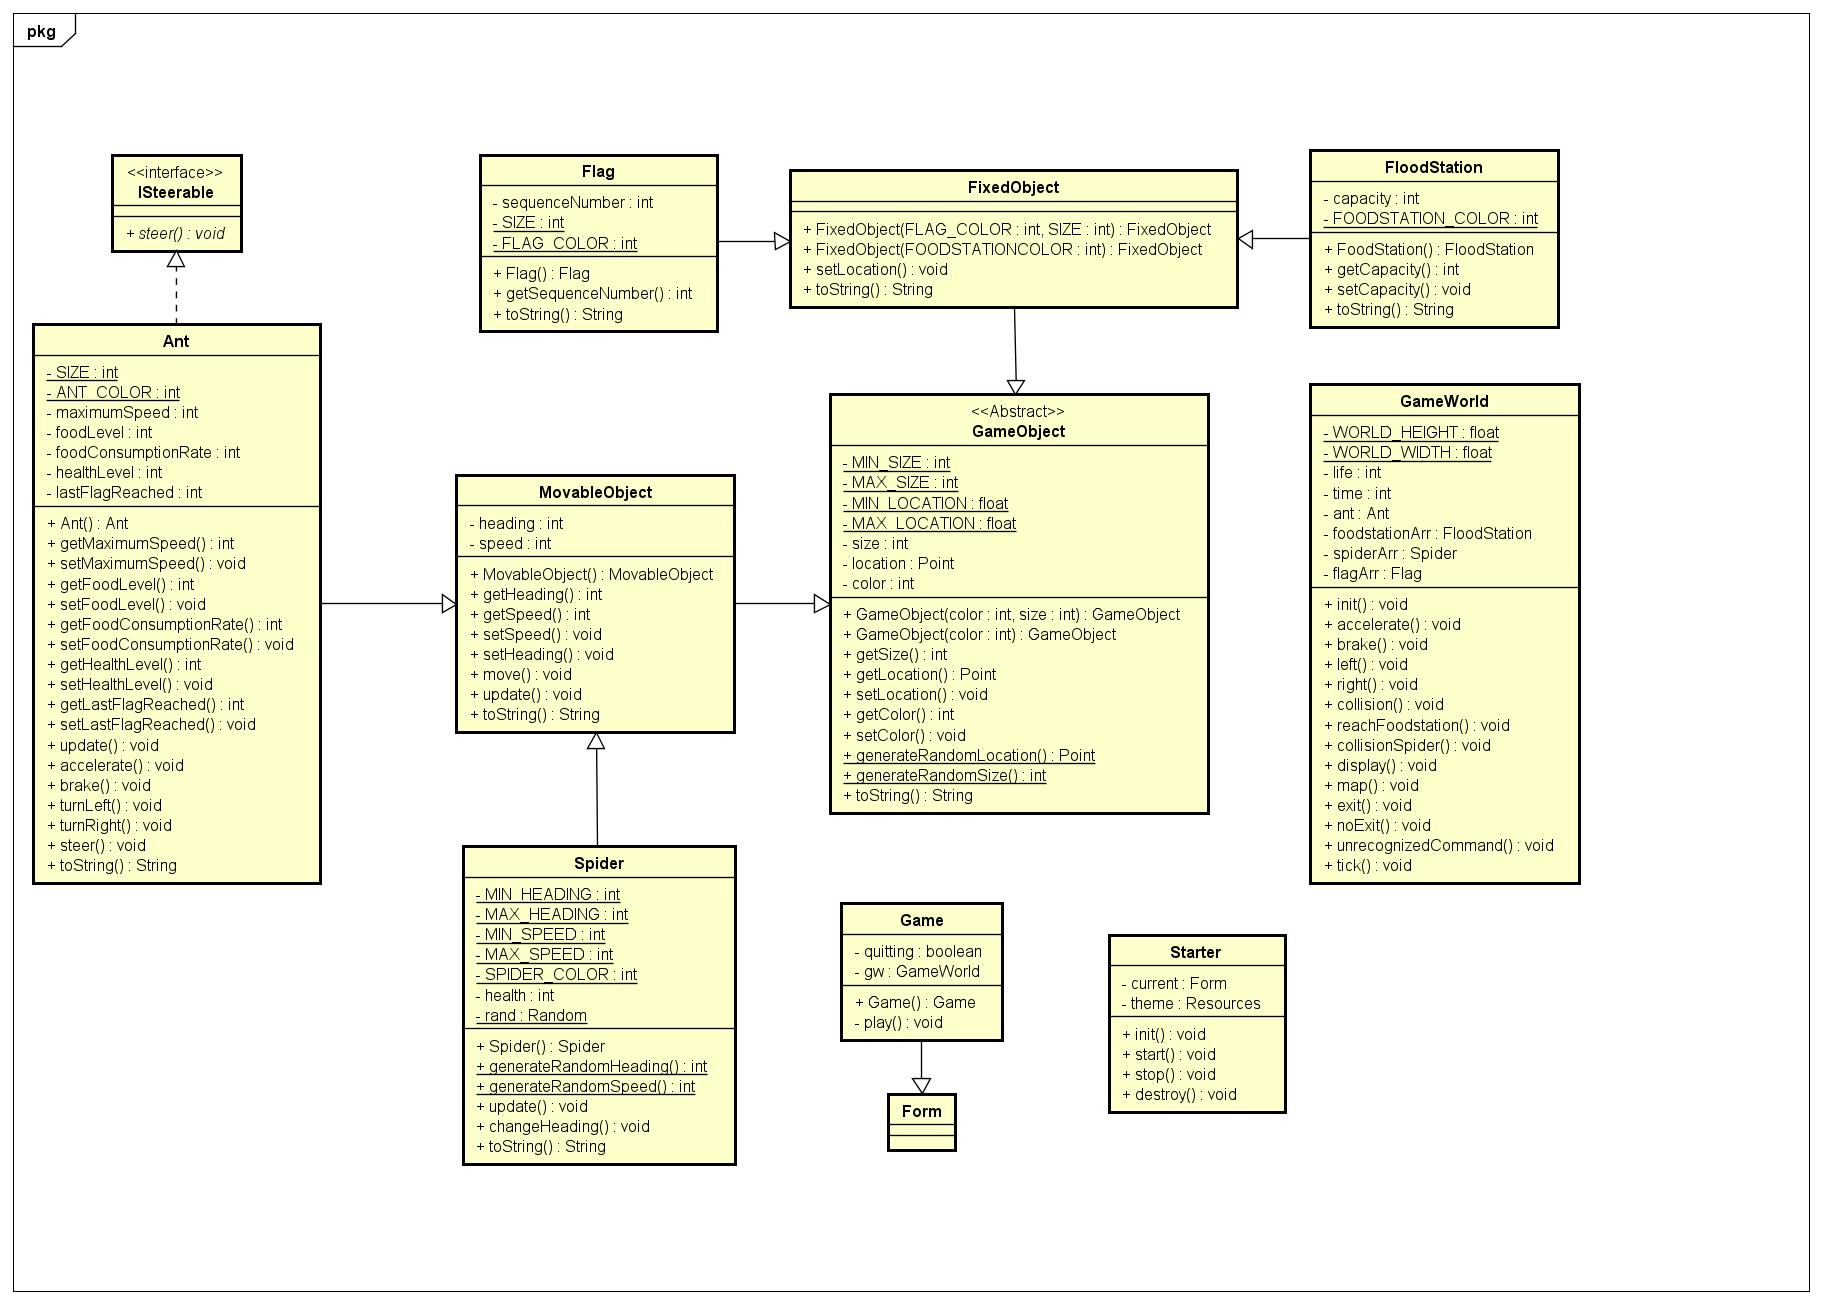 pkg
<<interface>>
ISteerable
+ steer() : void
Flag
- sequenceNumber : int
- SIZE : int
- FLAG_COLOR : int
+ Flag() : Flag
+ getSequenceNumber() : int
+ toString() : String
FixedObject
+ FixedObject(FLAG_COLOR : int, SIZE : int) : FixedObject
+ FixedObject(FOODSTATIONCOLOR : int) : FixedObject
+ setLocation() : void
+ toString() : String
FloodStation
- capacity : int
- FOODSTATION_COLOR : int
+ FoodStation() : FloodStation
+ getCapacity() : int
+ setCapacity() : void
+ toString() : String
Ant
- SIZE : int
- ANT_COLOR : int
- maximumSpeed : int
- foodLevel : int
- foodConsumptionRate : int
- healthLevel : int
- lastFlagReached : int
+ Ant() : Ant
+ getMaximumSpeed() : int
+ setMaximumSpeed() : void
+ getFoodLevel() : int
+ setFoodLevel() : void
+ getFoodConsumptionRate() : int
+ setFoodConsumptionRate() : void
+ getHealthLevel() : int
+ setHealthLevel() : void
+ getLastFlagReached() : int
+ setLastFlagReached() : void
+ update() : void
+ accelerate() : void
+ brake() : void
+ turnLeft() : void
+ turnRight() : void
+ steer() : void
+ toString() : String
MovableObject
- heading : int
- speed : int
+ MovableObject() : MovableObject
+ getHeading() : int
+ getSpeed() : int
+ setSpeed() : void
+ setHeading() : void
+ move() : void
+ update() : void
+ toString() : String
<<Abstract>>
GameObject
- MIN_SIZE : int
- MAX_SIZE : int
- MIN_LOCATION : float
- MAX_LOCATION : float
- size : int
- location : Point
- color : int
+ GameObject(color : int, size : int) : GameObject
+ GameObject(color : int) : GameObject
+ getSize() : int
+ getLocation() : Point
+ setLocation() : void
+ getColor() : int
+ setColor() : void
+ generateRandomLocation() : Point
+ generateRandomSize() : int
+ toString() : String
GameWorld
- WORLD_HEIGHT : float
- WORLD_WIDTH : float
- life : int
- time : int
- ant : Ant
- foodstationArr : FloodStation
- spiderArr : Spider
- flagArr : Flag
+ init() : void
+ accelerate() : void
+ brake() : void
+ left() : void
+ right() : void
+ collision() : void
+ reachFoodstation() : void
+ collisionSpider() : void
+ display() : void
+ map() : void
+ exit() : void
+ noExit() : void
+ unrecognizedCommand() : void
+ tick() : void
Spider
- MIN_HEADING : int
- MAX_HEADING : int
- MIN_SPEED : int
- MAX_SPEED : int
- SPIDER_COLOR : int
- health : int
- rand : Random
+ Spider() : Spider
+ generateRandomHeading() : int
+ generateRandomSpeed() : int
+ update() : void
+ changeHeading() : void
+ toString() : String
Game
- quitting : boolean
- gw : GameWorld
+ Game() : Game
- play() : void
Form
Starter
- current : Form
- theme : Resources
+ init() : void
+ start() : void
+ stop() : void
+ destroy() : void